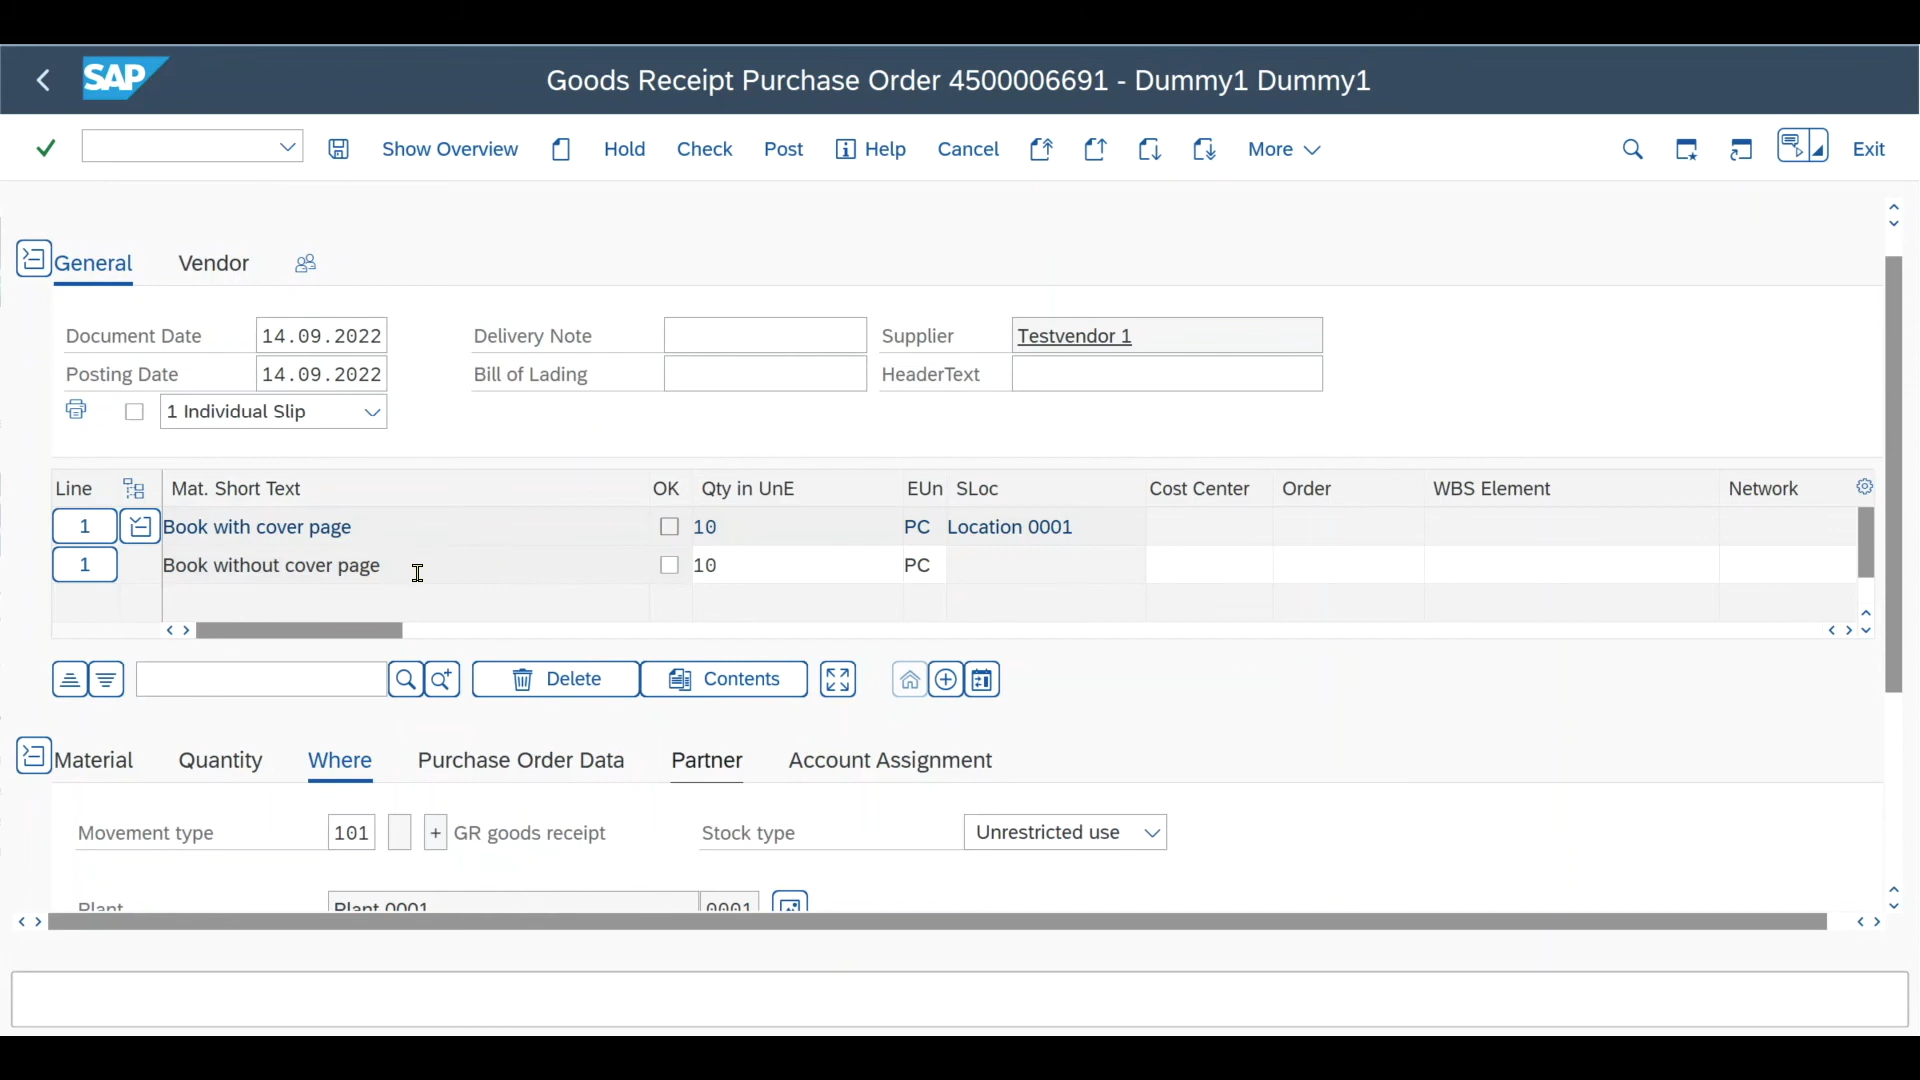 SAP Goods Receipt Purchase Order 4500006691 - Dummy1 Dummy1
Show Overview Hold Check Post Help Cancel More Exit
General Vendor
Document Date 14.09.2022 Delivery Note Supplier Testvendor 1
Posting Date 14.09.2022 Bill of Lading HeaderText
1 Individual Slip
Line Mat. Short Text OK Qty in UnE EUn SLoc Cost Center Order WBS Element Network
1 Book with cover page 10 PC Location 0001
1 Book without cover page 10 PC
Delete Contents
Material Quantity Where Purchase Order Data Partner Account Assignment
Movement type 101 + GR goods receipt Stock type Unrestricted use
Plant Plant 0001 0001